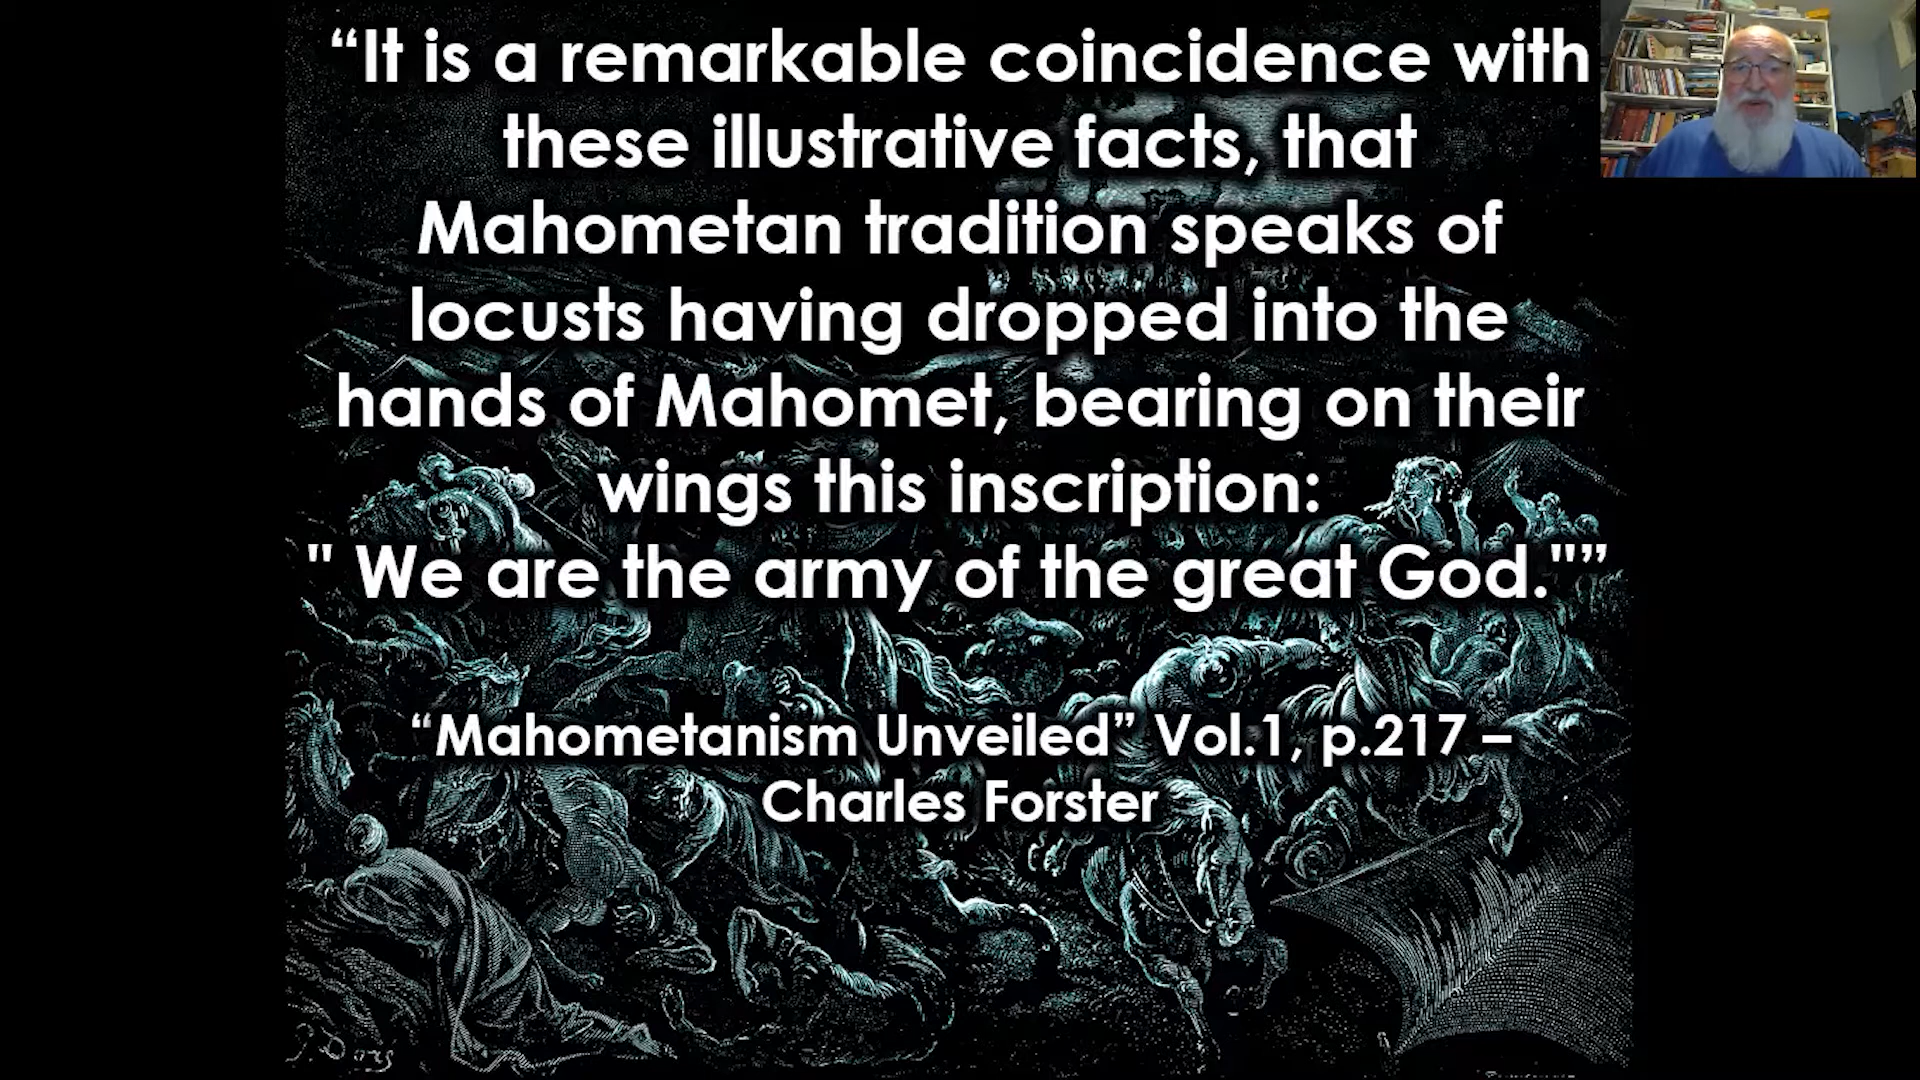 “It is a remarkable coincidence with
these illustrative facts, that
Mahometan tradition speaks of
locusts having dropped into the
hands of Mahomet, bearing on their
wings this inscription:
" We are the army of the great God."”
“Mahometanism Unveiled” Vol.1, p.217 –
Charles Forster